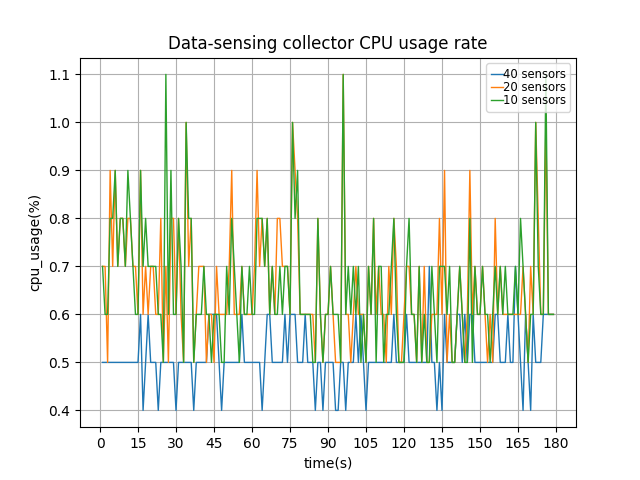 Data-sensing collector CPU usage rate
40 sensors
20 sensors
10 sensors
cpu_usage(%)
1.1
1.0
0.9
0.8
0.7
0.6
0.5
0.4
0 15 30 45 60 75 90 105 120 135 150 165 180
time(s)